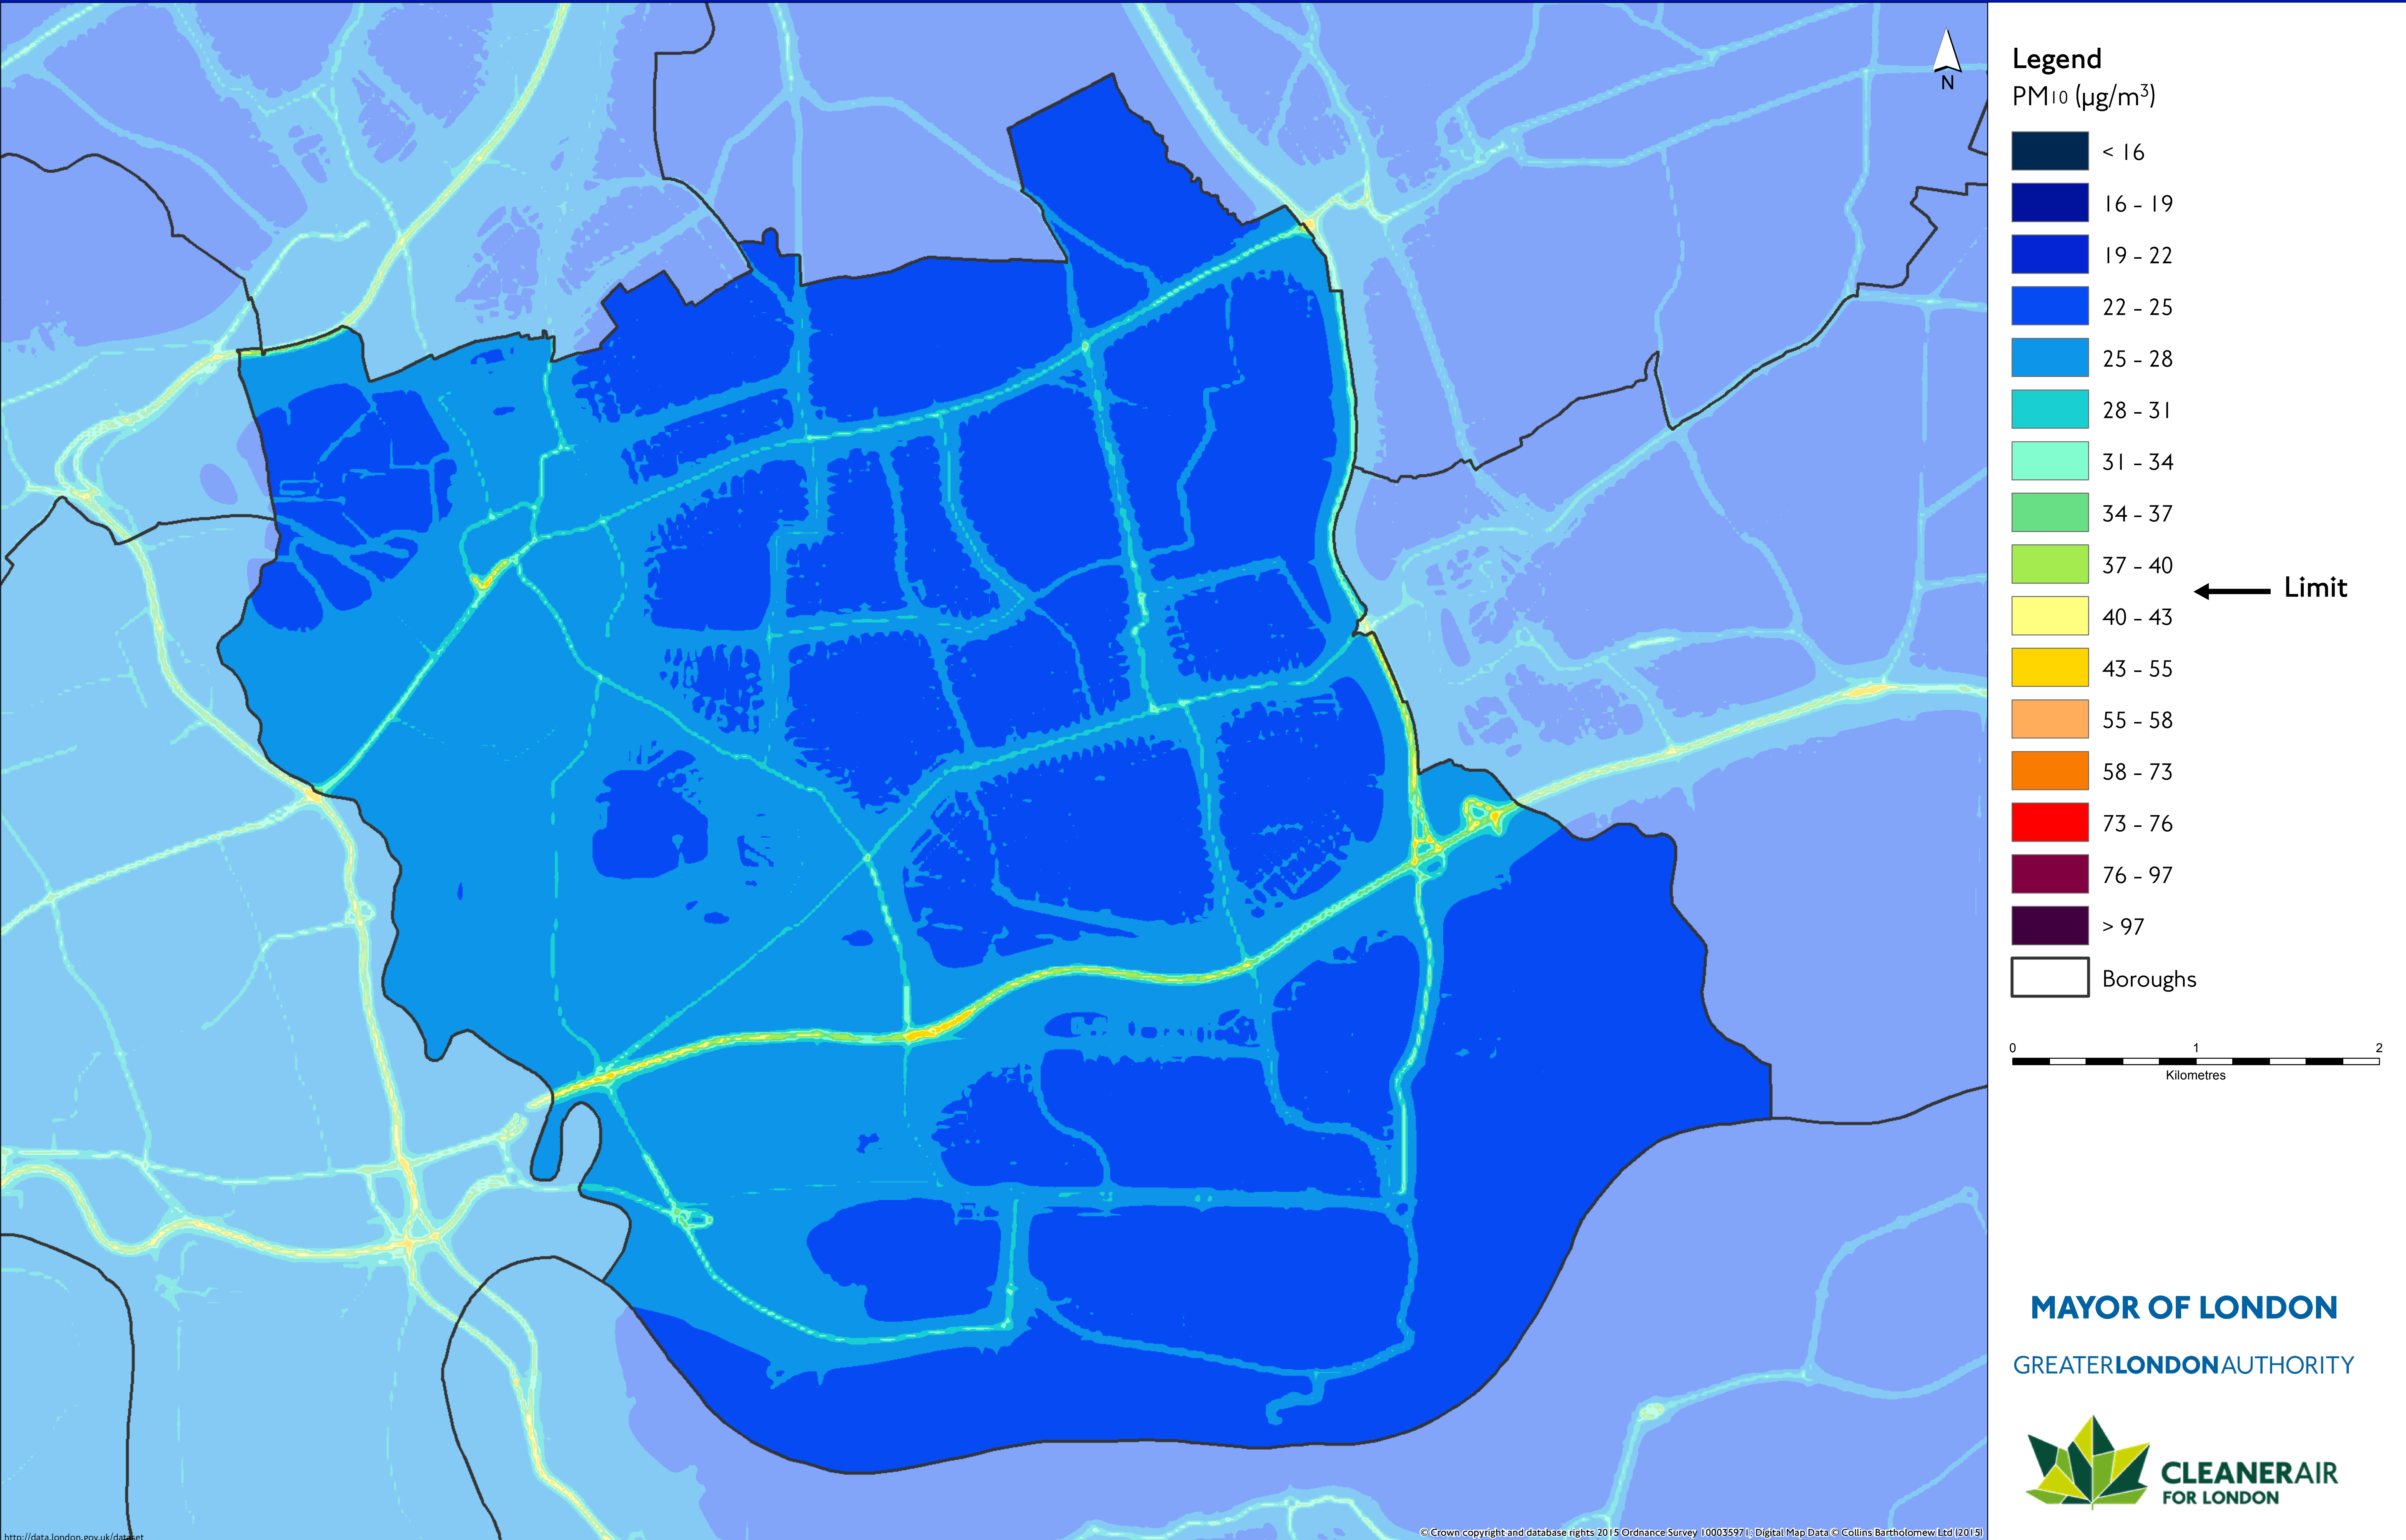 N
Legend
PM10 (µg/m³)
< 16
16 - 19
19 - 22
22 - 25
25 - 28
28 - 31
31 - 34
34 - 37
37 - 40
Limit
40 - 43
43 - 55
55 - 58
58 - 73
73 - 76
76 - 97
> 97
Boroughs
0 1 2
Kilometres
MAYOR OF LONDON
GREATERLONDONAUTHORITY
CLEANERAIR
FOR LONDON
http://data.london.gov.uk/dataset
© Crown copyright and database rights 2015 Ordnance Survey 100035971; Digital Map Data © Collins Bartholomew Ltd (2015)